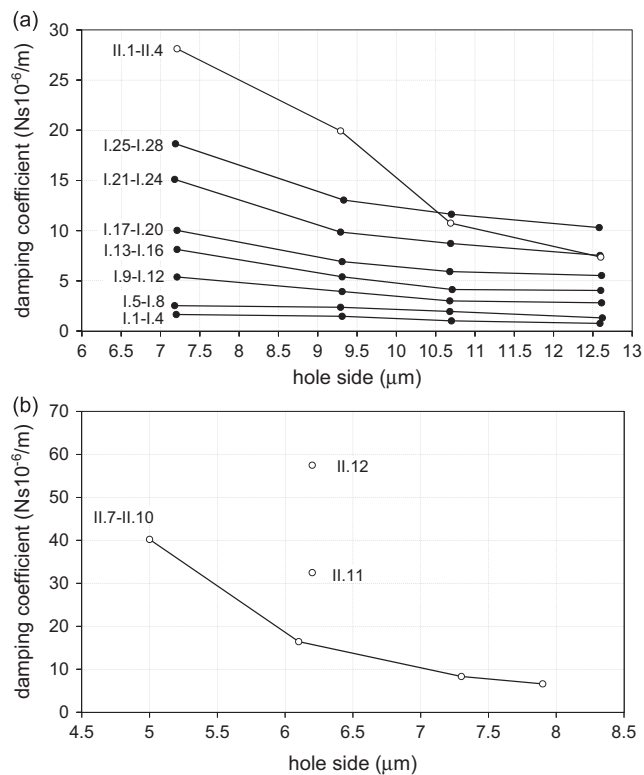 (a)
damping coefficient (Ns10⁻⁶/m)
30
25
20
15
10
5
0
II.1-II.4
I.25-I.28
I.21-I.24
I.17-I.20
I.13-I.16
I.9-I.12
I.5-I.8
I.1-I.4
6 6.5 7 7.5 8 8.5 9 9.5 10 10.5 11 11.5 12 12.5 13
hole side (μm)
(b)
damping coefficient (Ns10⁻⁶/m)
70
60
50
40
30
20
10
0
II.12
II.7-II.10
II.11
4.5 5 5.5 6 6.5 7 7.5 8 8.5
hole side (μm)